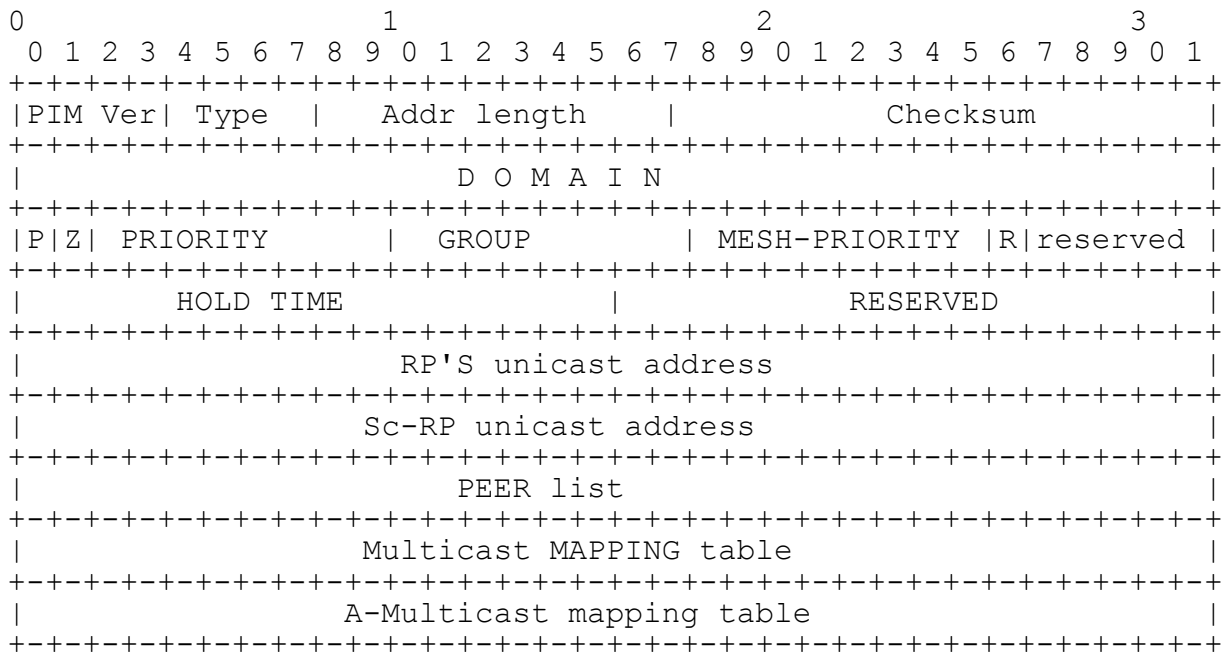 0                   1                   2                   3
 0 1 2 3 4 5 6 7 8 9 0 1 2 3 4 5 6 7 8 9 0 1 2 3 4 5 6 7 8 9 0 1
+-+-+-+-+-+-+-+-+-+-+-+-+-+-+-+-+-+-+-+-+-+-+-+-+-+-+-+-+-+-+-+-+
|PIM Ver| Type  |   Addr length    |           Checksum         |
+-+-+-+-+-+-+-+-+-+-+-+-+-+-+-+-+-+-+-+-+-+-+-+-+-+-+-+-+-+-+-+-+
|                       D O M A I N                             |
+-+-+-+-+-+-+-+-+-+-+-+-+-+-+-+-+-+-+-+-+-+-+-+-+-+-+-+-+-+-+-+-+
|P|Z| PRIORITY      |  GROUP        | MESH-PRIORITY |R|reserved |
+-+-+-+-+-+-+-+-+-+-+-+-+-+-+-+-+-+-+-+-+-+-+-+-+-+-+-+-+-+-+-+-+
|        HOLD TIME              |            RESERVED           |
+-+-+-+-+-+-+-+-+-+-+-+-+-+-+-+-+-+-+-+-+-+-+-+-+-+-+-+-+-+-+-+-+
|                    RP'S unicast address                       |
+-+-+-+-+-+-+-+-+-+-+-+-+-+-+-+-+-+-+-+-+-+-+-+-+-+-+-+-+-+-+-+-+
|                  Sc-RP unicast address                        |
+-+-+-+-+-+-+-+-+-+-+-+-+-+-+-+-+-+-+-+-+-+-+-+-+-+-+-+-+-+-+-+-+
|                       PEER list                               |
+-+-+-+-+-+-+-+-+-+-+-+-+-+-+-+-+-+-+-+-+-+-+-+-+-+-+-+-+-+-+-+-+
|                  Multicast MAPPING table                      |
+-+-+-+-+-+-+-+-+-+-+-+-+-+-+-+-+-+-+-+-+-+-+-+-+-+-+-+-+-+-+-+-+
|                 A-Multicast mapping table                     |
+-+-+-+-+-+-+-+-+-+-+-+-+-+-+-+-+-+-+-+-+-+-+-+-+-+-+-+-+-+-+-+-+